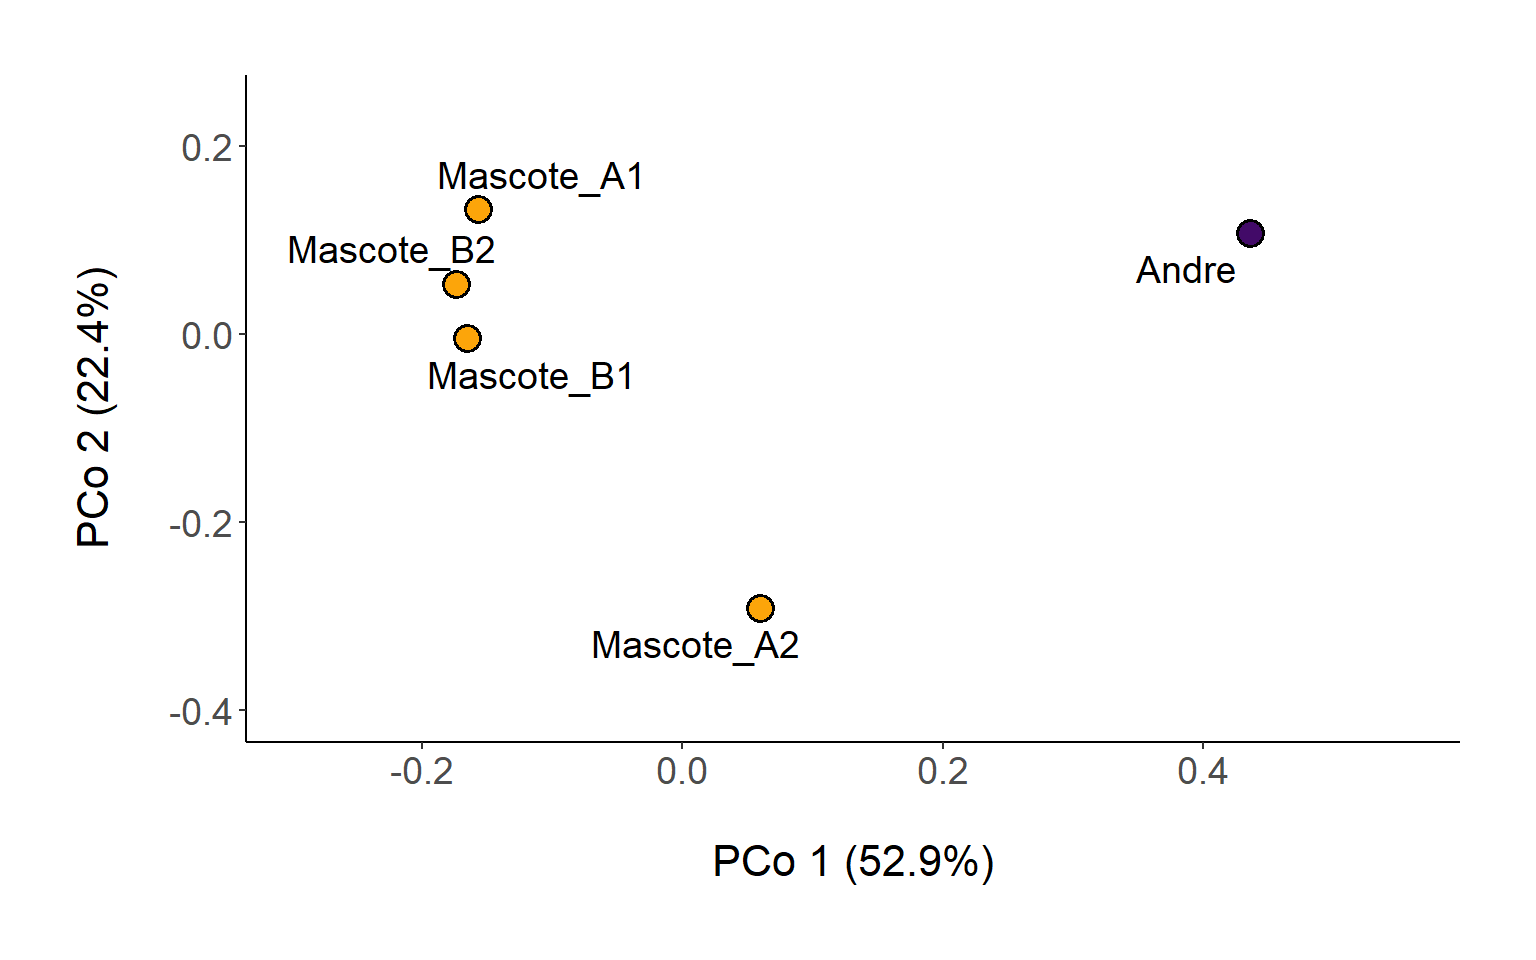 0.2
0.0
-0.2
-0.4
PCo 2 (22.4%)
Mascote_A1
Mascote_B2
Mascote_B1
Andre
Mascote_A2
-0.2
0.0
0.2
0.4
PCo 1 (52.9%)